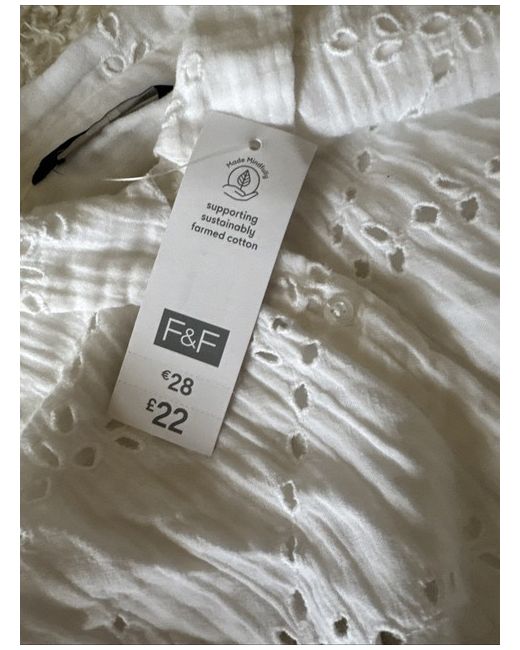 Made Mindfully
supporting
sustainably
farmed cotton
F&F
€28
£22